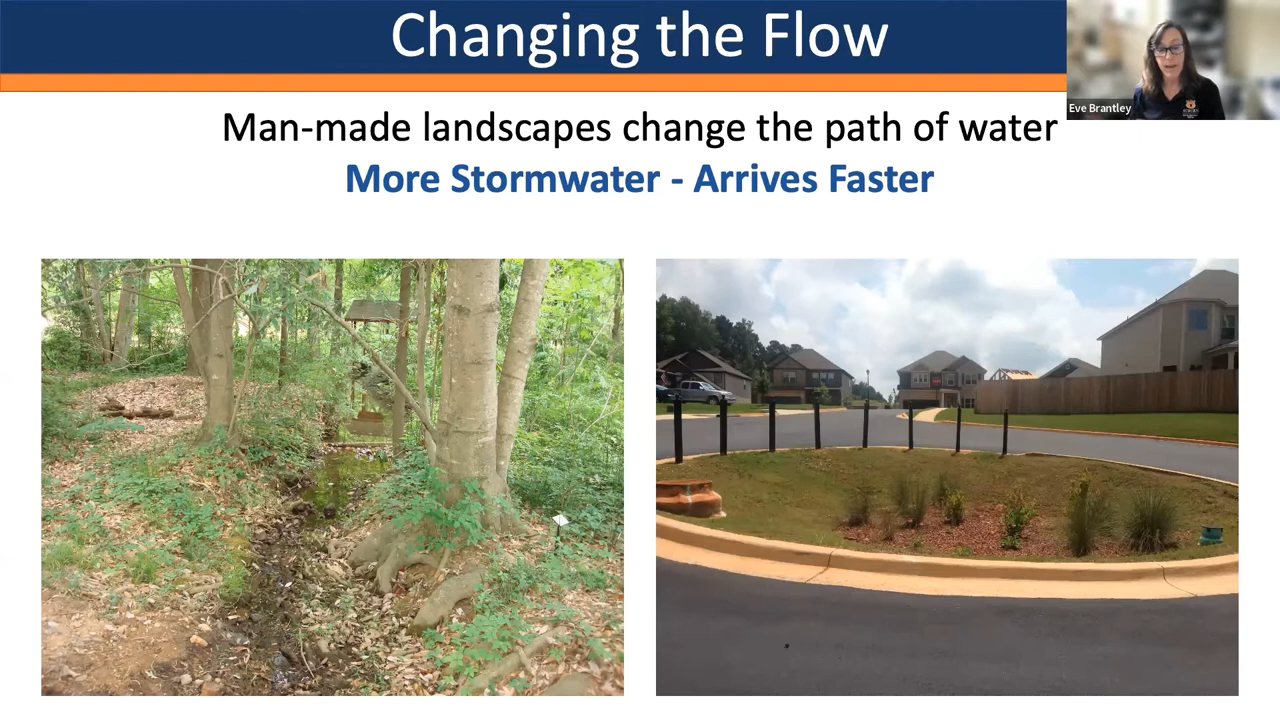 Changing the Flow
Eve Brantley
Man-made landscapes change the path of water
More Stormwater - Arrives Faster